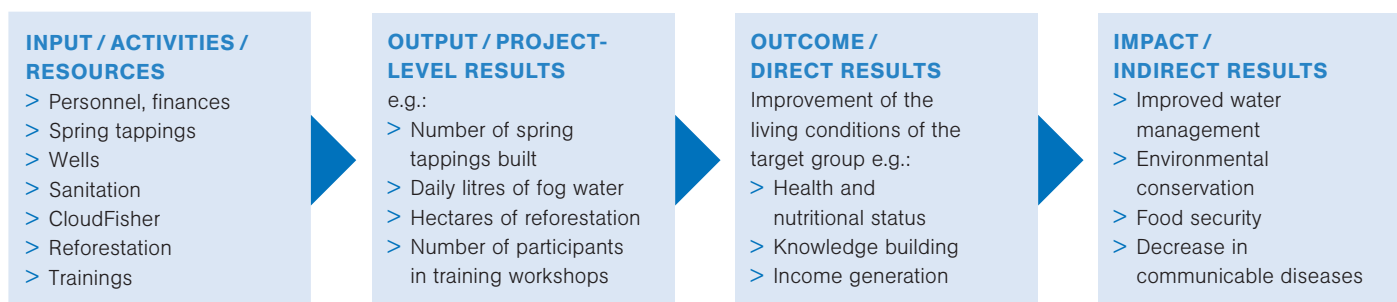 INPUT / ACTIVITIES /
RESOURCES
> Personnel, finances
> Spring tappings
> Wells
> Sanitation
> CloudFisher
> Reforestation
> Trainings
OUTPUT / PROJECT-
LEVEL RESULTS
e.g.:
> Number of spring
tappings built
> Daily litres of fog water
> Hectares of reforestation
> Number of participants
in training workshops
OUTCOME /
DIRECT RESULTS
Improvement of the
living conditions of the
target group e.g.:
> Health and
nutritional status
> Knowledge building
> Income generation
IMPACT /
INDIRECT RESULTS
> Improved water
management
> Environmental
conservation
> Food security
> Decrease in
communicable diseases